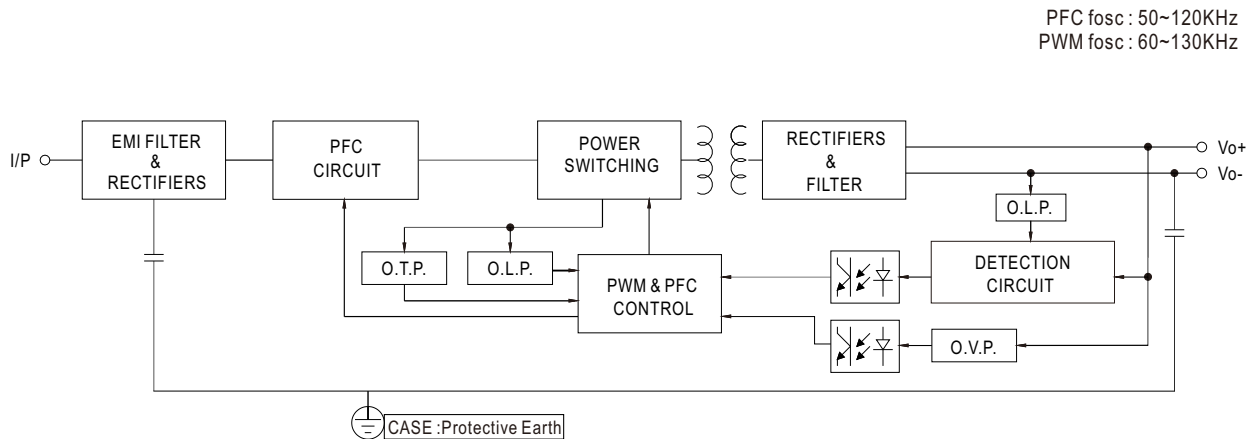 PFC fosc : 50~120KHz
PWM fosc : 60~130KHz
I/P
EMI FILTER
&
RECTIFIERS
PFC
CIRCUIT
POWER
SWITCHING
RECTIFIERS
&
FILTER
Vo+
Vo-
O.L.P.
O.T.P.
O.L.P.
PWM & PFC
CONTROL
DETECTION
CIRCUIT
O.V.P.
CASE :Protective Earth